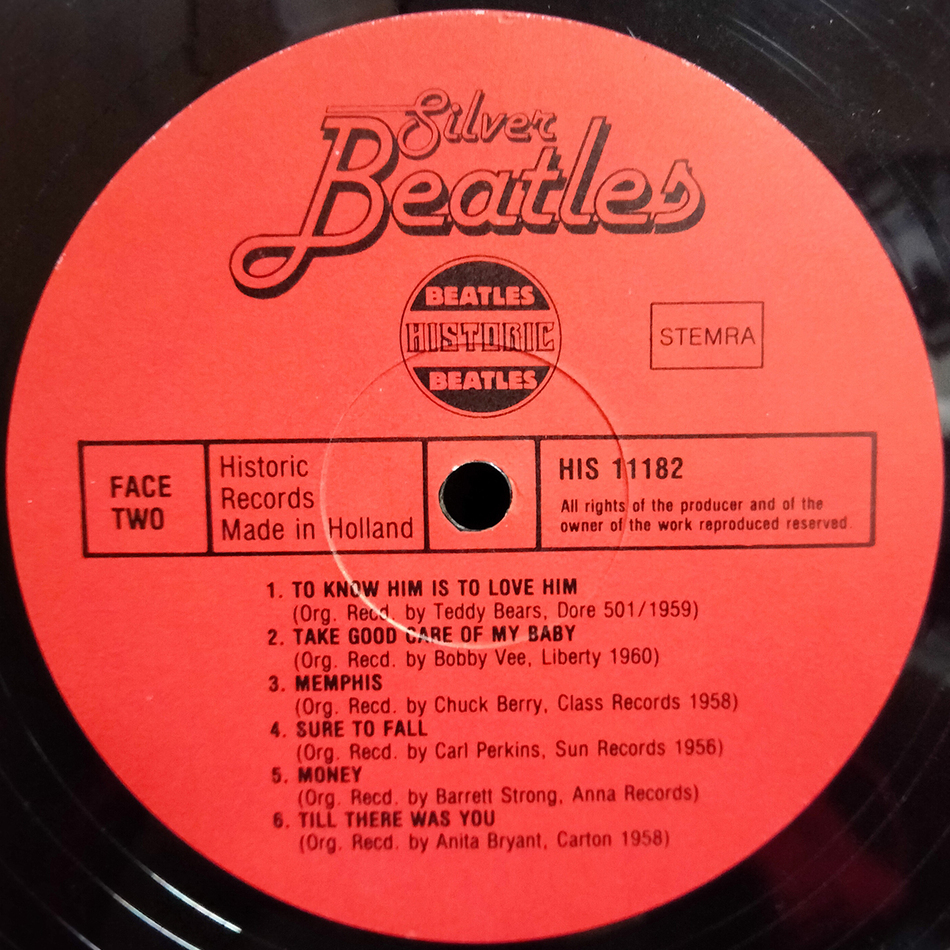 Silver
Beatles
BEATLES
HISTORIC
BEATLES
STEMRA
FACE
TWO
Historic
Records
Made in Holland
HIS 11182
All rights of the producer and of the
owner of the work reproduced reserved.
1. TO KNOW HIM IS TO LOVE HIM
(Org. Recd. by Teddy Bears, Dore 501/1959)
2. TAKE GOOD CARE OF MY BABY
(Org. Recd. by Bobby Vee, Liberty 1960)
3. MEMPHIS
(Org. Recd. by Chuck Berry, Class Records 1958)
4. SURE TO FALL
(Org. Recd. by Carl Perkins, Sun Records 1956)
5. MONEY
(Org. Recd. by Barrett Strong, Anna Records)
6. TILL THERE WAS YOU
(Org. Recd. by Anita Bryant, Carton 1958)